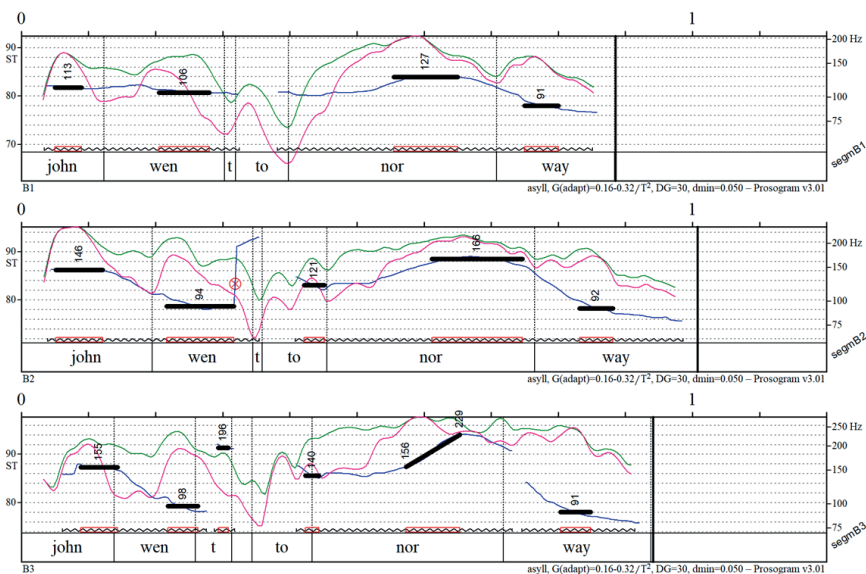 0 1
90 ST 80 70
113 106 127 91
200 Hz 150 100 75
john wen t to nor way
segmB1
B1 asyll, G(adapt)=0.16-0.32/T², DG=30, dmin=0.050 – Prosogram v3.01
0 1
90 ST 80
146 94 121 166 92
200 Hz 150 100 75
john wen t to nor way
segmB2
B2 asyll, G(adapt)=0.16-0.32/T², DG=30, dmin=0.050 – Prosogram v3.01
0 1
90 ST 80
155 98 196 140 156 229 91
250 Hz 200 150 100 75
john wen t to nor way
segmB3
B3 asyll, G(adapt)=0.16-0.32/T², DG=30, dmin=0.050 – Prosogram v3.01